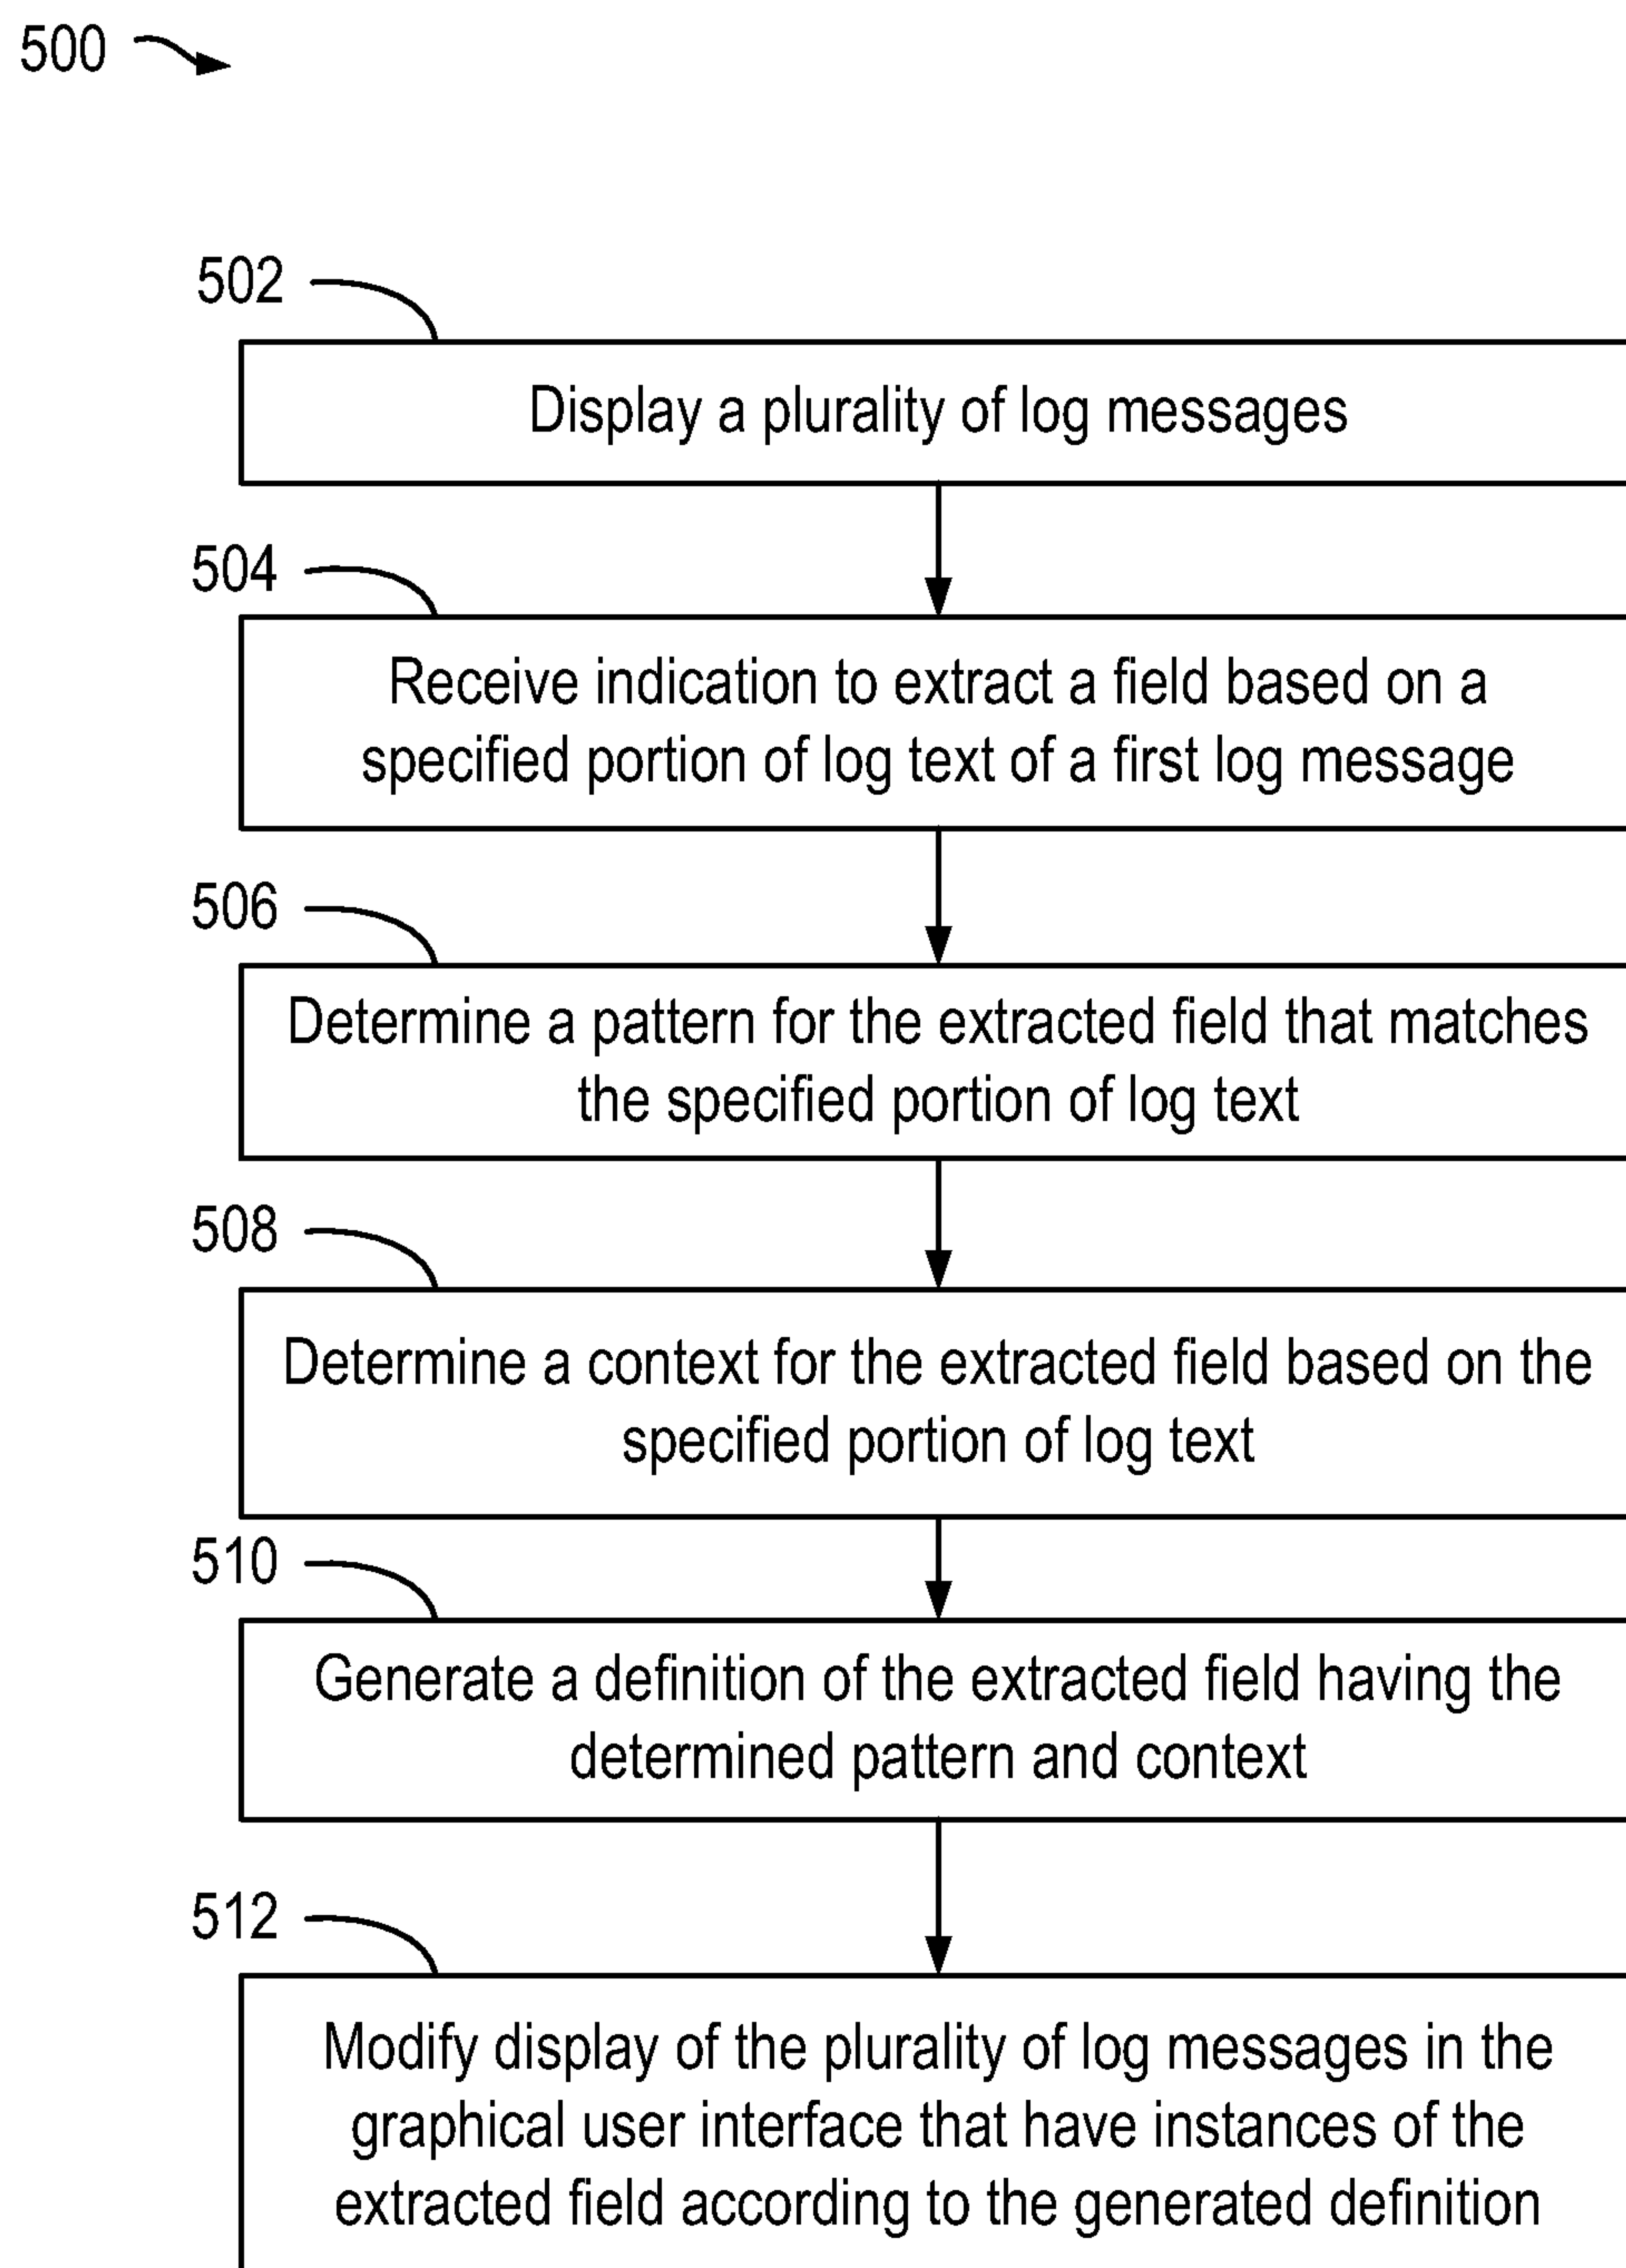 500
502
Display a plurality of log messages
504
Receive indication to extract a field based on a
specified portion of log text of a first log message
506
Determine a pattern for the extracted field that matches
the specified portion of log text
508
Determine a context for the extracted field based on the
specified portion of log text
510
Generate a definition of the extracted field having the
determined pattern and context
512
Modify display of the plurality of log messages in the
graphical user interface that have instances of the
extracted field according to the generated definition